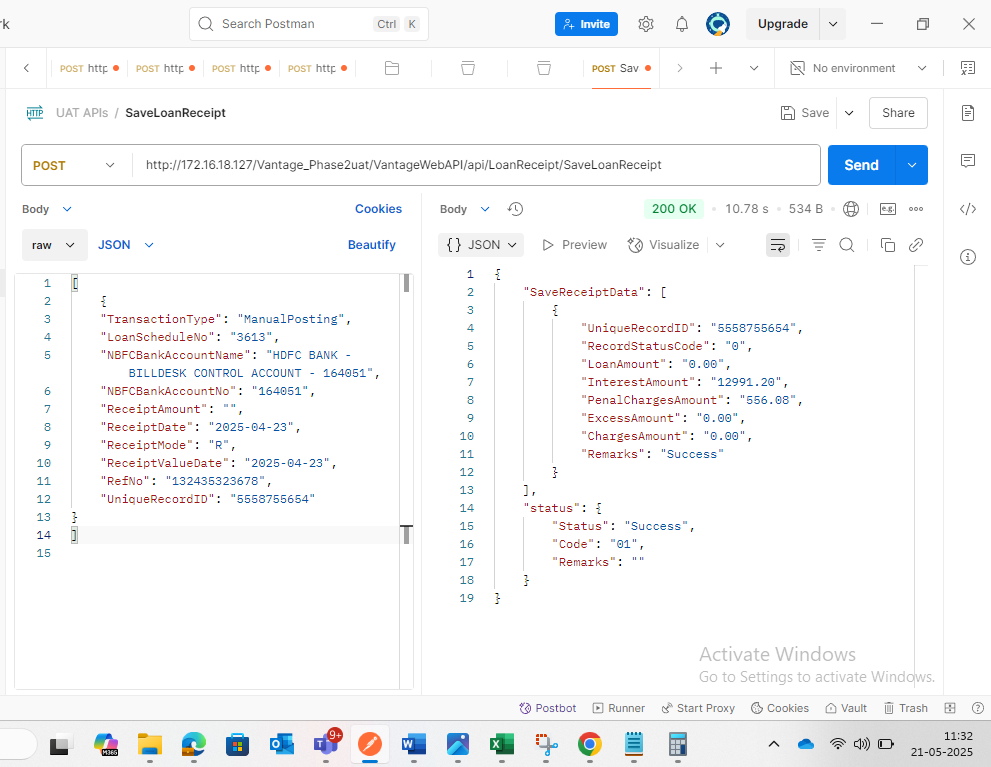 rk
Search Postman
Ctrl K
Invite
Upgrade
POST http
POST http
POST http
POST http
POST Sav
No environment
HTTP UAT APIs / SaveLoanReceipt
Save
Share
POST
http://172.16.18.127/Vantage_Phase2uat/VantageWebAPI/api/LoanReceipt/SaveLoanReceipt
Send
Body
Cookies
raw
JSON
Beautify
1 [
2 {
3 "TransactionType": "ManualPosting",
4 "LoanScheduleNo": "3613",
5 "NBFCBankAccountName": "HDFC BANK -
BILLDESK CONTROL ACCOUNT - 164051",
6 "NBFCBankAccountNo": "164051",
7 "ReceiptAmount": "",
8 "ReceiptDate": "2025-04-23",
9 "ReceiptMode": "R",
10 "ReceiptValueDate": "2025-04-23",
11 "RefNo": "132435323678",
12 "UniqueRecordID": "5558755654"
13 }
14 ]
15
Body
200 OK • 10.78 s • 534 B •
e.g.
{} JSON
Preview
Visualize
1 {
2 "SaveReceiptData": [
3 {
4 "UniqueRecordID": "5558755654",
5 "RecordStatusCode": "0",
6 "LoanAmount": "0.00",
7 "InterestAmount": "12991.20",
8 "PenalChargesAmount": "556.08",
9 "ExcessAmount": "0.00",
10 "ChargesAmount": "0.00",
11 "Remarks": "Success"
12 }
13 ],
14 "status": {
15 "Status": "Success",
16 "Code": "01",
17 "Remarks": ""
18 }
19 }
Activate Windows
Go to Settings to activate Windows.
Postbot
Runner
Start Proxy
Cookies
Vault
Trash
M365
9+
11:32
21-05-2025